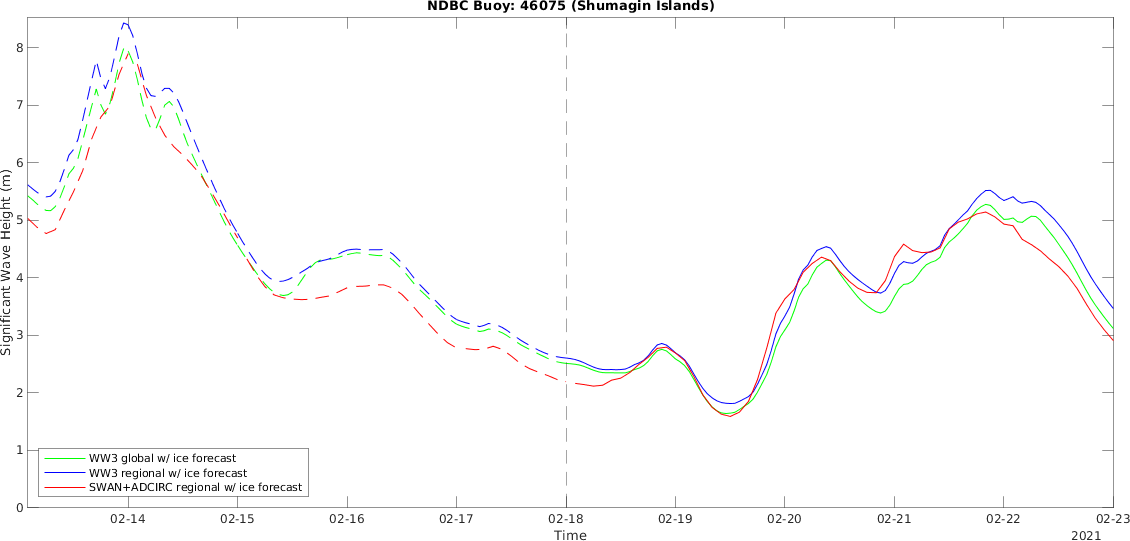 NDBC Buoy: 46075 (Shumagin Islands)
Significant Wave Height (m)
8
7
6
5
4
3
2
1
0
WW3 global w/ ice forecast
WW3 regional w/ ice forecast
SWAN+ADCIRC regional w/ ice forecast
02-14 02-15 02-16 02-17 02-18 02-19 02-20 02-21 02-22 02-23
Time
2021